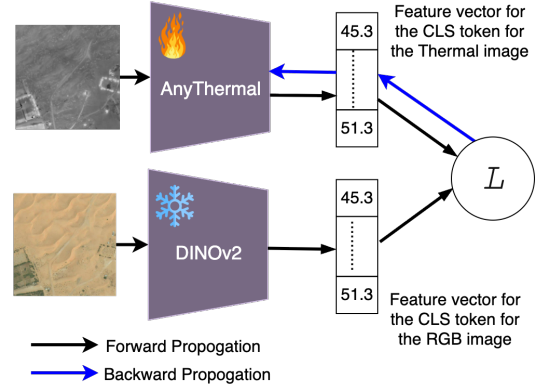 45.3
51.3
AnyThermal
Feature vector for
the CLS token for
the Thermal image
L
45.3
51.3
DINOv2
Feature vector for
the CLS token for
the RGB image
Forward Propogation
Backward Propogation